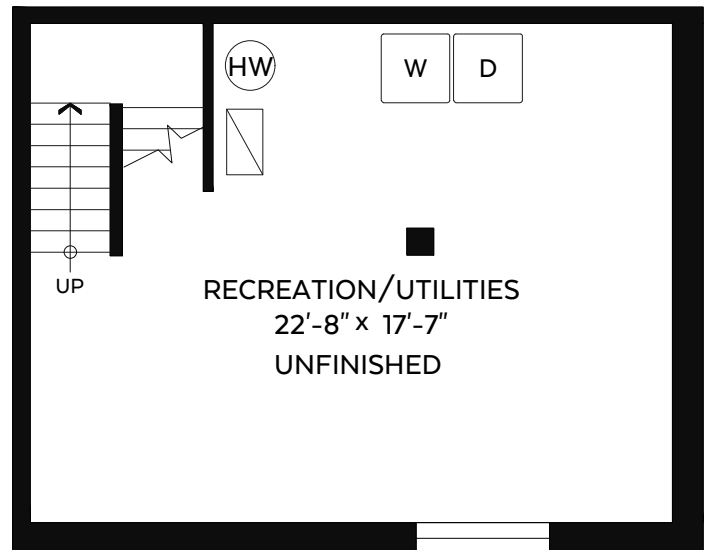 HW
W
D
UP
RECREATION/UTILITIES
22'-8" x 17'-7"
UNFINISHED